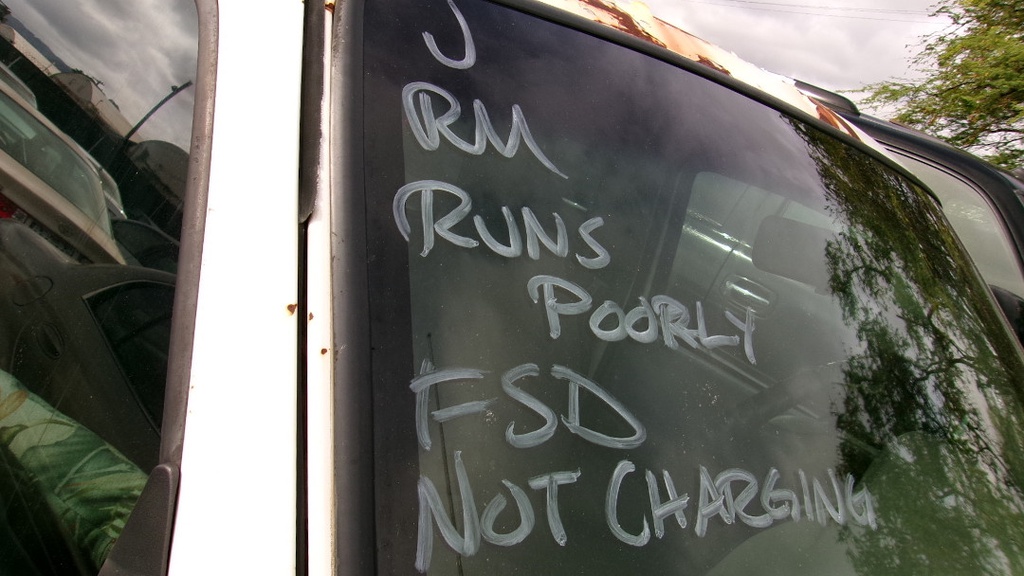 J
RM
RUNS
POORLY
FSD
NOT CHARGING